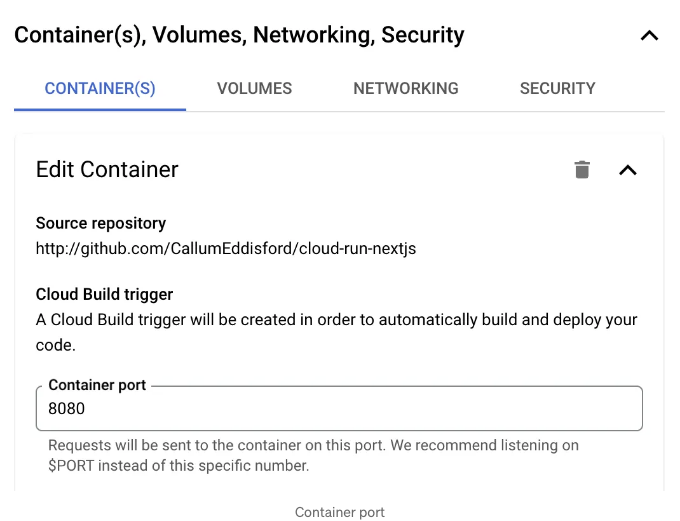 Container(s), Volumes, Networking, Security
CONTAINER(S) VOLUMES NETWORKING SECURITY
Edit Container
Source repository
http://github.com/CallumEddisford/cloud-run-nextjs
Cloud Build trigger
A Cloud Build trigger will be created in order to automatically build and deploy your
code.
Container port
8080
Requests will be sent to the container on this port. We recommend listening on
$PORT instead of this specific number.
Container port